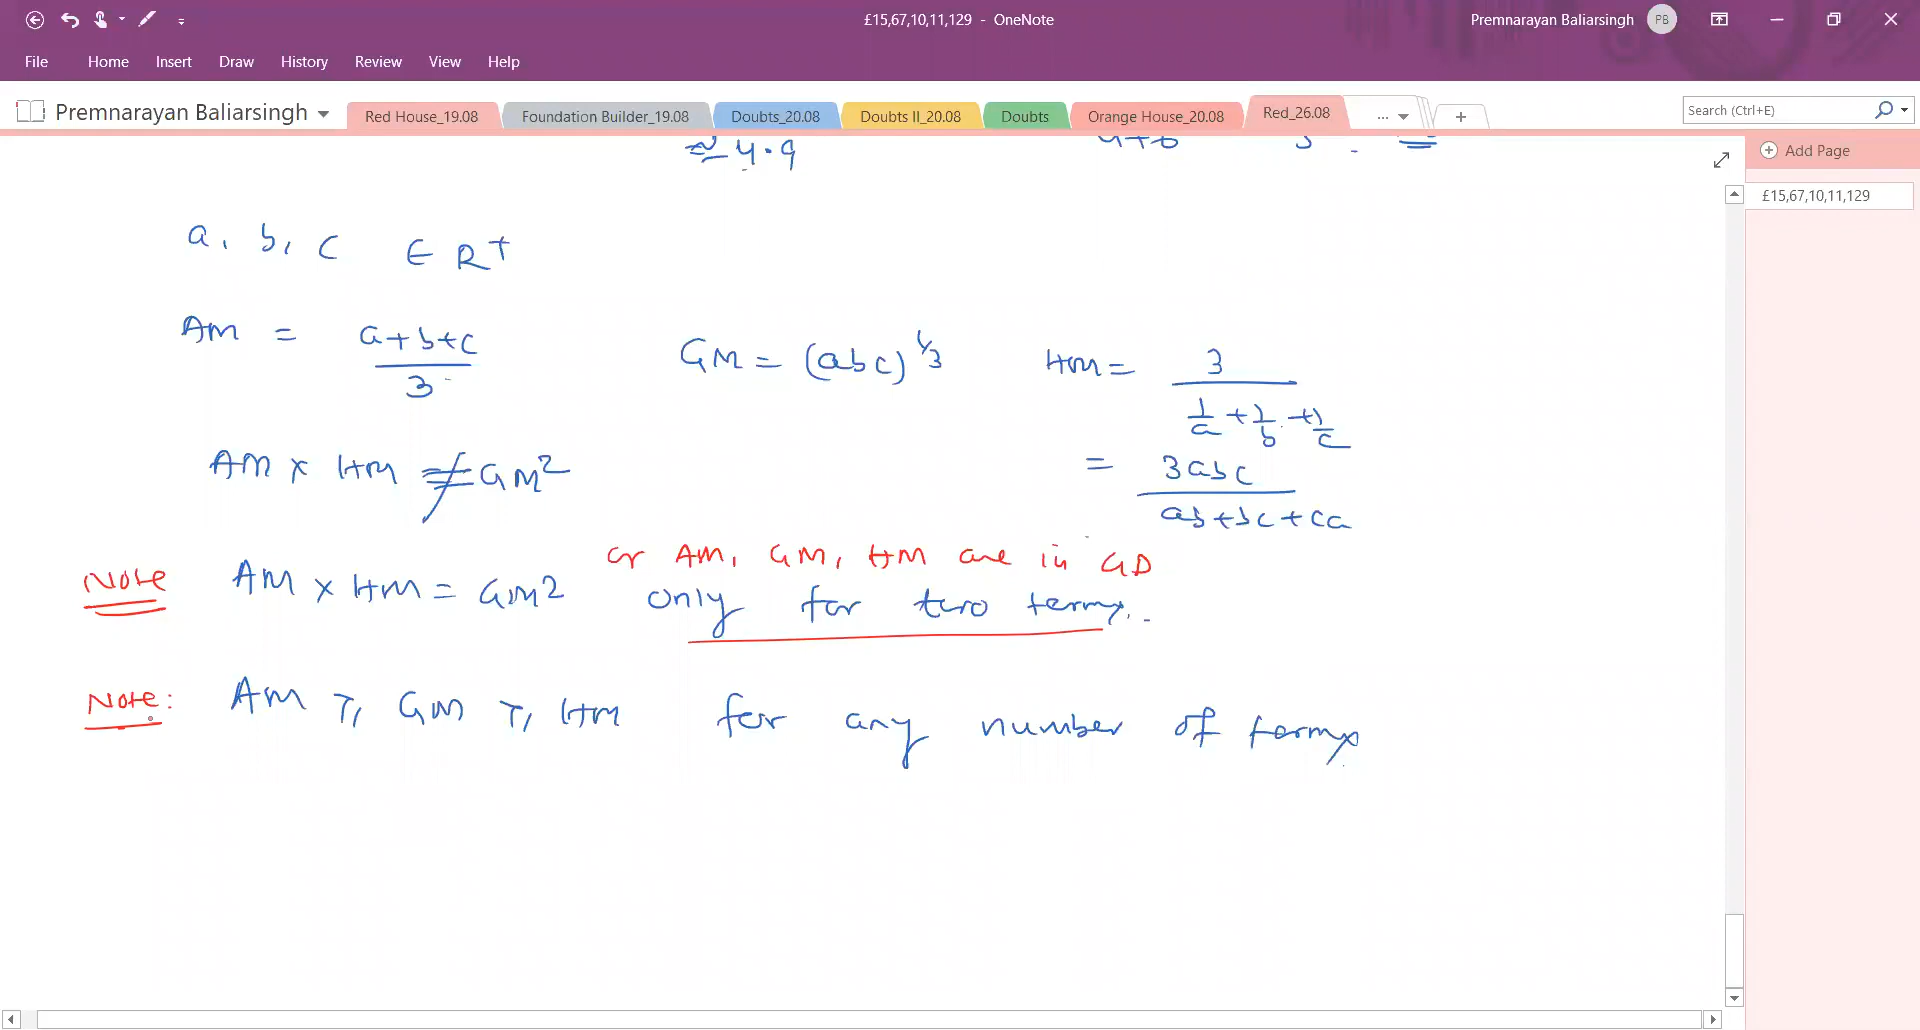 £15,67,10,11,129 - OneNote
Premnarayan Baliarsingh PB
File Home Insert Draw History Review View Help
Premnarayan Baliarsingh
Red House_19.08 Foundation Builder_19.08 Doubts_20.08 Doubts II_20.08 Doubts Orange House_20.08 Red_26.08 ...
Search (Ctrl+E)
Add Page
£15,67,10,11,129
≈ 4.9
a+b
a, b, c ∈ R+
AM = a+b+c / 3
GM = (abc)^1/3
HM = 3 / 1/a + 1/b + 1/c
= 3abc / ab+bc+ca
AM x HM ≠ GM²
or AM, GM, HM are in GP
Note AM x HM = GM² only for two terms.
Note: AM ≥ GM ≥ HM for any number of terms